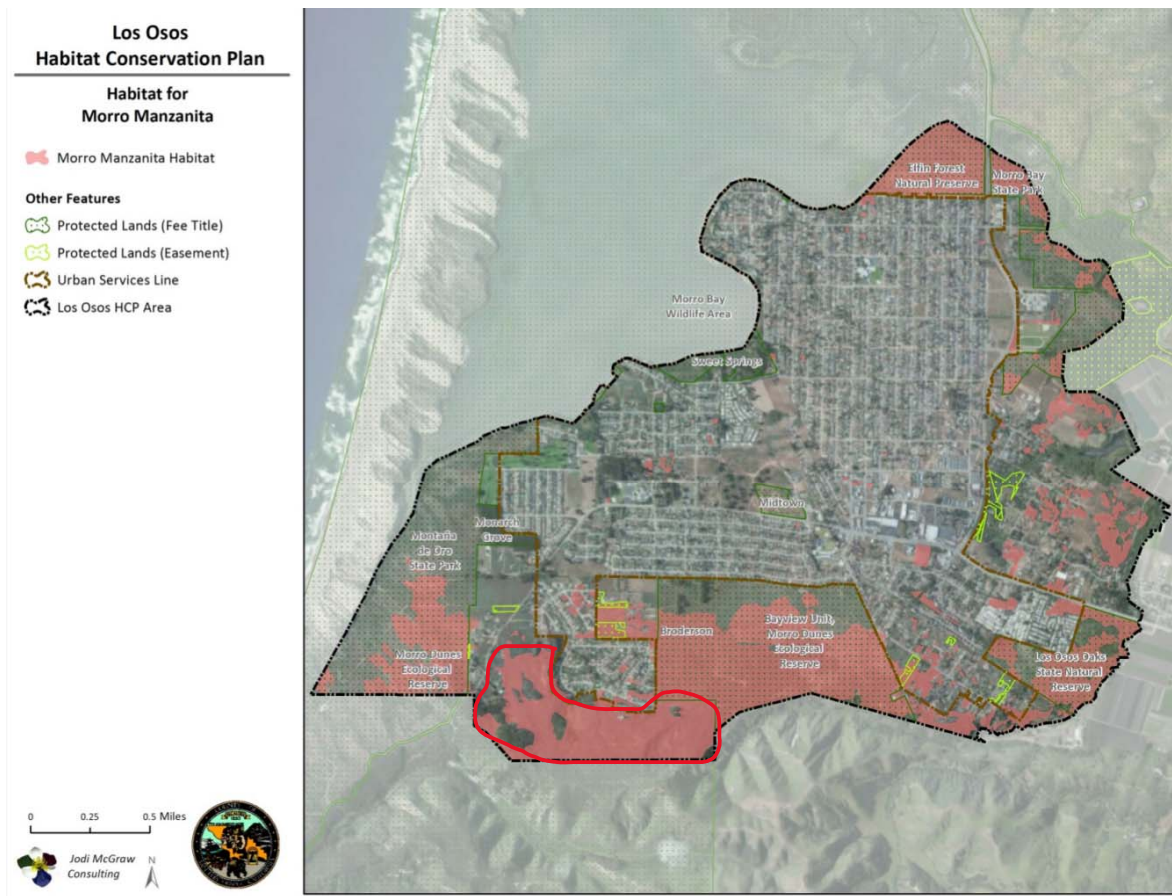 Los Osos
Habitat Conservation Plan
Habitat for
Morro Manzanita
Morro Manzanita Habitat
Other Features
Protected Lands (Fee Title)
Protected Lands (Easement)
Urban Services Line
Los Osos HCP Area
0 0.25 0.5 Miles
Jodi McGraw
Consulting
N
Elfin Forest
Natural Preserve
Morro Bay
State Park
Morro Bay
Wildlife Area
Sweet Springs
Midtown
Monarch
Grove
Montaña
de Oro
State Park
Broderson
Bayview Unit,
Morro Dunes
Ecological
Reserve
Morro Dunes
Ecological
Reserve
Los Osos Oaks
State Natural
Reserve